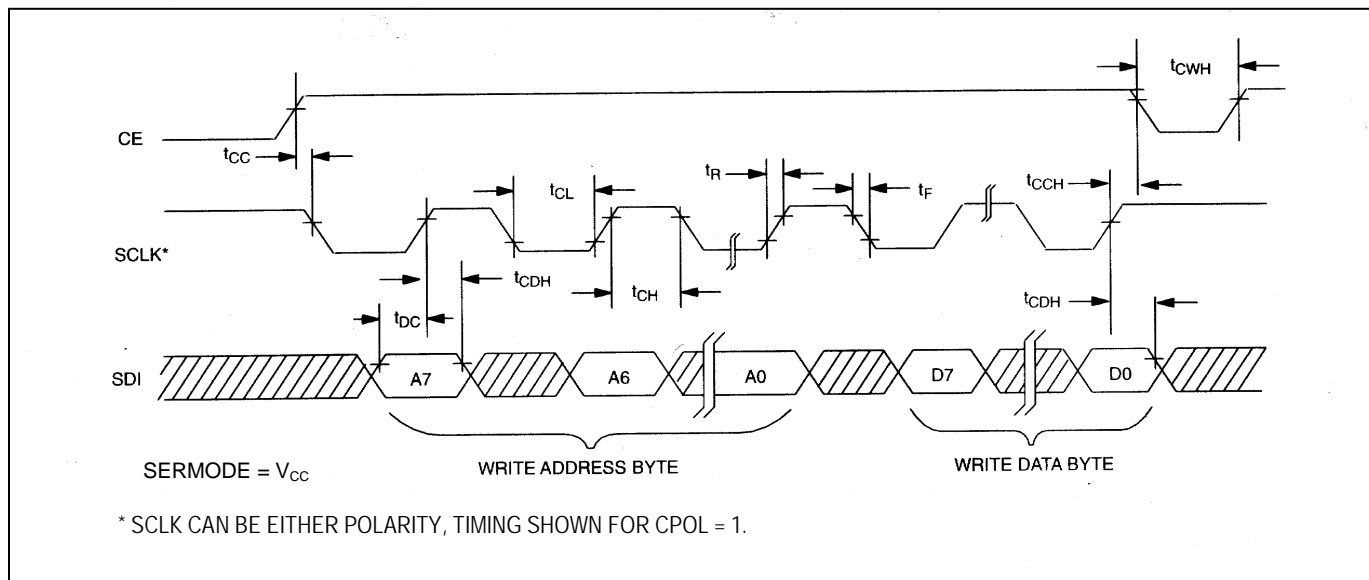 tCWH
CE
tCC
tCL
tR
tF
tCCH
SCLK*
tCDH
tCH
tCDH
tDC
SDI
A7
A6
A0
D7
D0
WRITE ADDRESS BYTE
WRITE DATA BYTE
SERMODE = VCC
* SCLK CAN BE EITHER POLARITY, TIMING SHOWN FOR CPOL = 1.